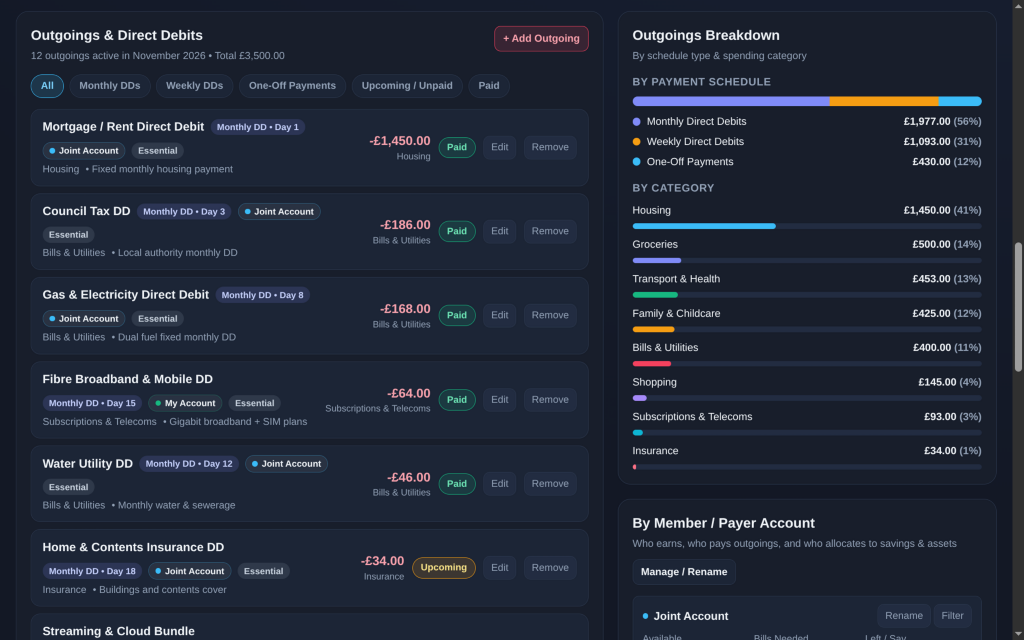 Outgoings & Direct Debits
12 outgoings active in November 2026 • Total £3,500.00
+ Add Outgoing
All
Monthly DDs
Weekly DDs
One-Off Payments
Upcoming / Unpaid
Paid
Mortgage / Rent Direct Debit
Monthly DD • Day 1
Joint Account
Essential
Housing • Fixed monthly housing payment
-£1,450.00
Housing
Paid
Edit
Remove
Council Tax DD
Monthly DD • Day 3
Joint Account
Essential
Bills & Utilities • Local authority monthly DD
-£186.00
Bills & Utilities
Paid
Edit
Remove
Gas & Electricity Direct Debit
Monthly DD • Day 8
Joint Account
Essential
Bills & Utilities • Dual fuel fixed monthly DD
-£168.00
Bills & Utilities
Paid
Edit
Remove
Fibre Broadband & Mobile DD
Monthly DD • Day 15
My Account
Essential
Subscriptions & Telecoms • Gigabit broadband + SIM plans
-£64.00
Subscriptions & Telecoms
Paid
Edit
Remove
Water Utility DD
Monthly DD • Day 12
Joint Account
Essential
Bills & Utilities • Monthly water & sewerage
-£46.00
Bills & Utilities
Paid
Edit
Remove
Home & Contents Insurance DD
Monthly DD • Day 18
Joint Account
Essential
Insurance • Buildings and contents cover
-£34.00
Insurance
Upcoming
Edit
Remove
Streaming & Cloud Bundle
Outgoings Breakdown
By schedule type & spending category
BY PAYMENT SCHEDULE
Monthly Direct Debits £1,977.00 (56%)
Weekly Direct Debits £1,093.00 (31%)
One-Off Payments £430.00 (12%)
BY CATEGORY
Housing £1,450.00 (41%)
Groceries £500.00 (14%)
Transport & Health £453.00 (13%)
Family & Childcare £425.00 (12%)
Bills & Utilities £400.00 (11%)
Shopping £145.00 (4%)
Subscriptions & Telecoms £93.00 (3%)
Insurance £34.00 (1%)
By Member / Payer Account
Who earns, who pays outgoings, and who allocates to savings & assets
Manage / Rename
Joint Account
Rename
Filter
Available
Bills Needed
Left / Say